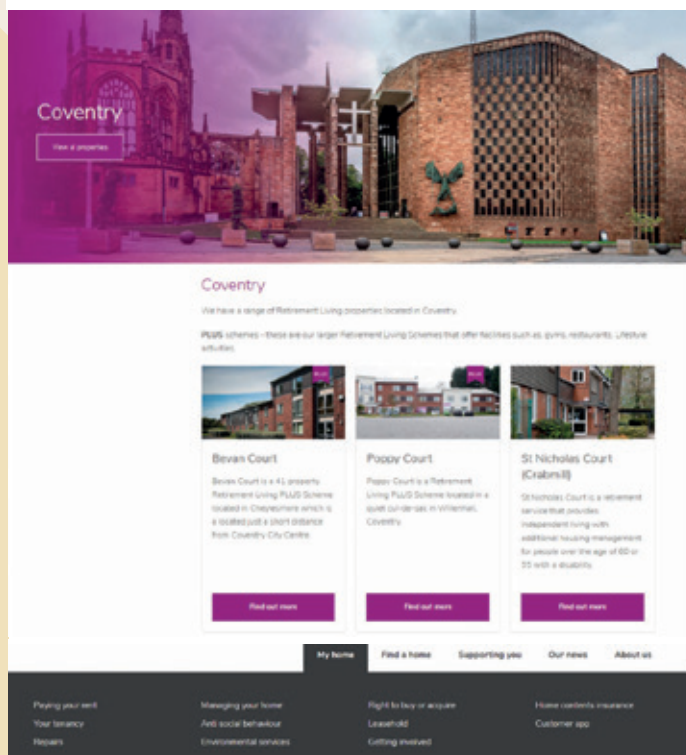 Coventry
View all properties
Coventry
We have a range of Retirement Living properties located in Coventry.
PLUS schemes - these are our larger Retirement Living Schemes that offer facilities such as, gyms, restaurants, Lifestyle
activities.
PLUS
PLUS
Bevan Court
Bevan Court is a 41 property
Retirement Living PLUS Scheme
located in Cheylesmore which is
a located just a short distance
from Coventry City Centre.
Find out more
Poppy Court
Poppy Court is a Retirement
Living PLUS Scheme located in a
quiet cul-de-sac in Willenhall,
Coventry.
Find out more
St Nicholas Court
(Crabmill)
St Nicholas Court is a retirement
service that provides
independent living with
additional housing management
for people over the age of 60 or
55 with a disability.
Find out more
My home Find a home Supporting you Our news About us
Paying your rent Managing your home Right to buy or acquire Home contents insurance
Your tenancy Anti social behaviour Leasehold Customer app
Repairs Environmental services Getting involved